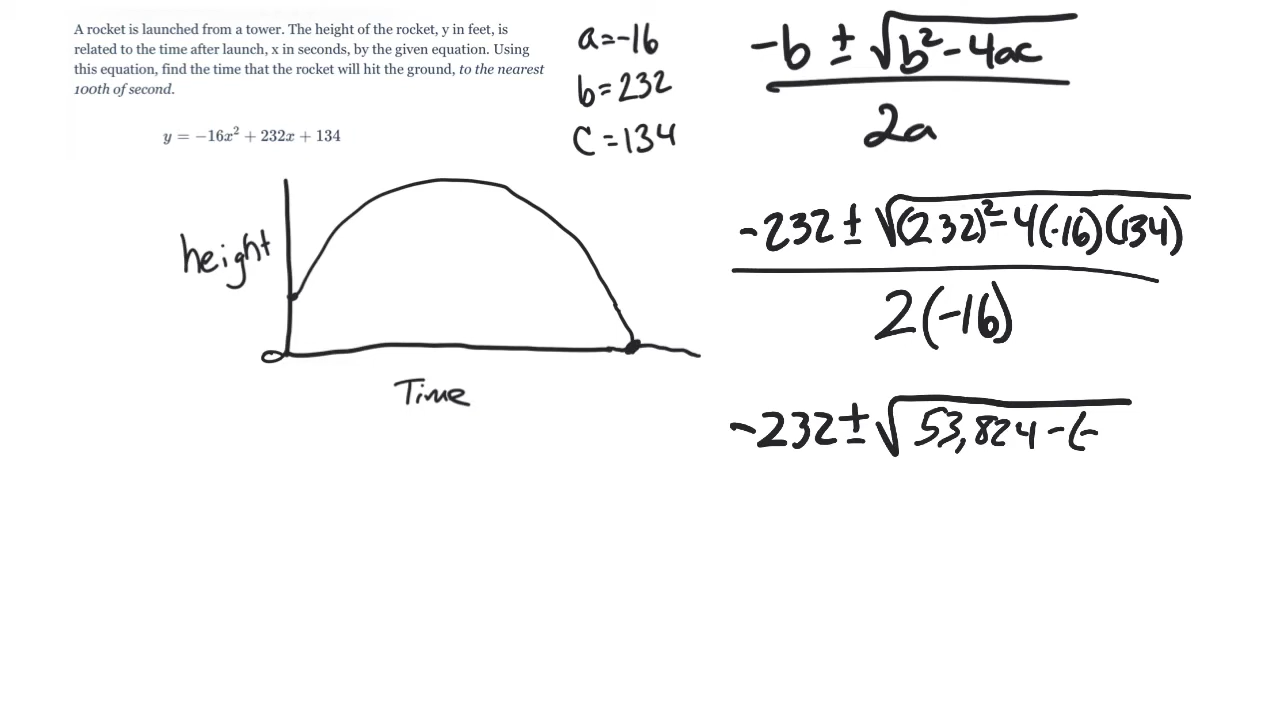 A rocket is launched from a tower. The height of the rocket, y in feet, is
related to the time after launch, x in seconds, by the given equation. Using
this equation, find the time that the rocket will hit the ground, to the nearest
100th of second.
y = −16x² + 232x + 134
a=-16
b=232
C=134
-b ± √b²-4ac
2a
height
Time
0
-232 ± √(232)²-4(-16)(134)
2(-16)
-232 ± √53,824-(-